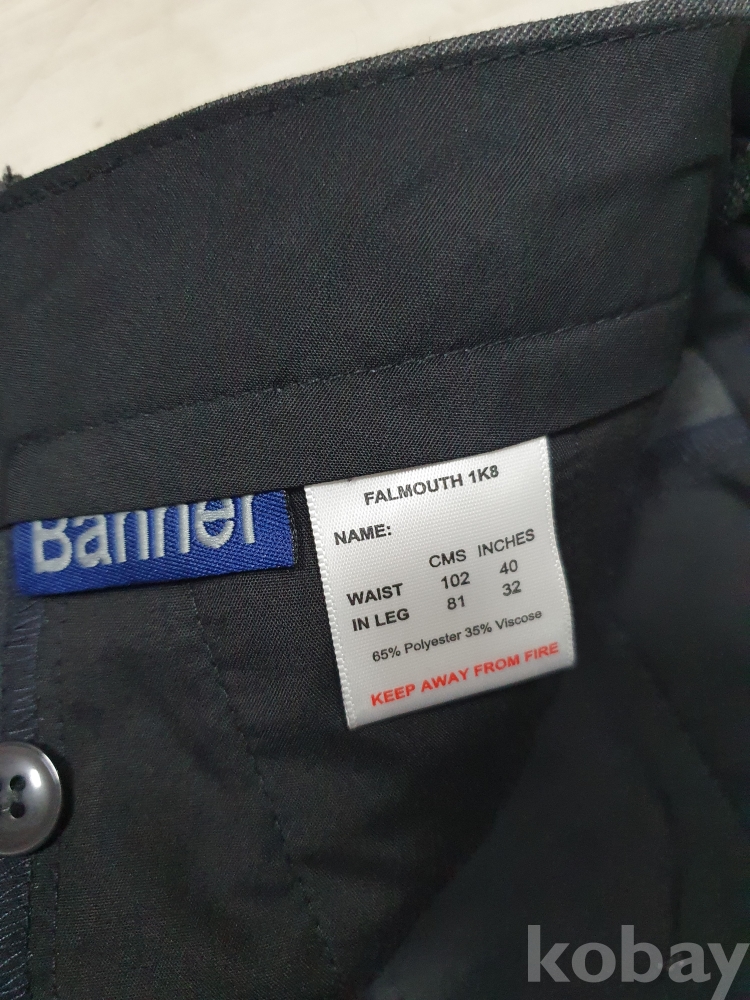 Banner
FALMOUTH 1K8
NAME:
CMS INCHES
WAIST 102 40
IN LEG 81 32
65% Polyester 35% Viscose
KEEP AWAY FROM FIRE
kobay